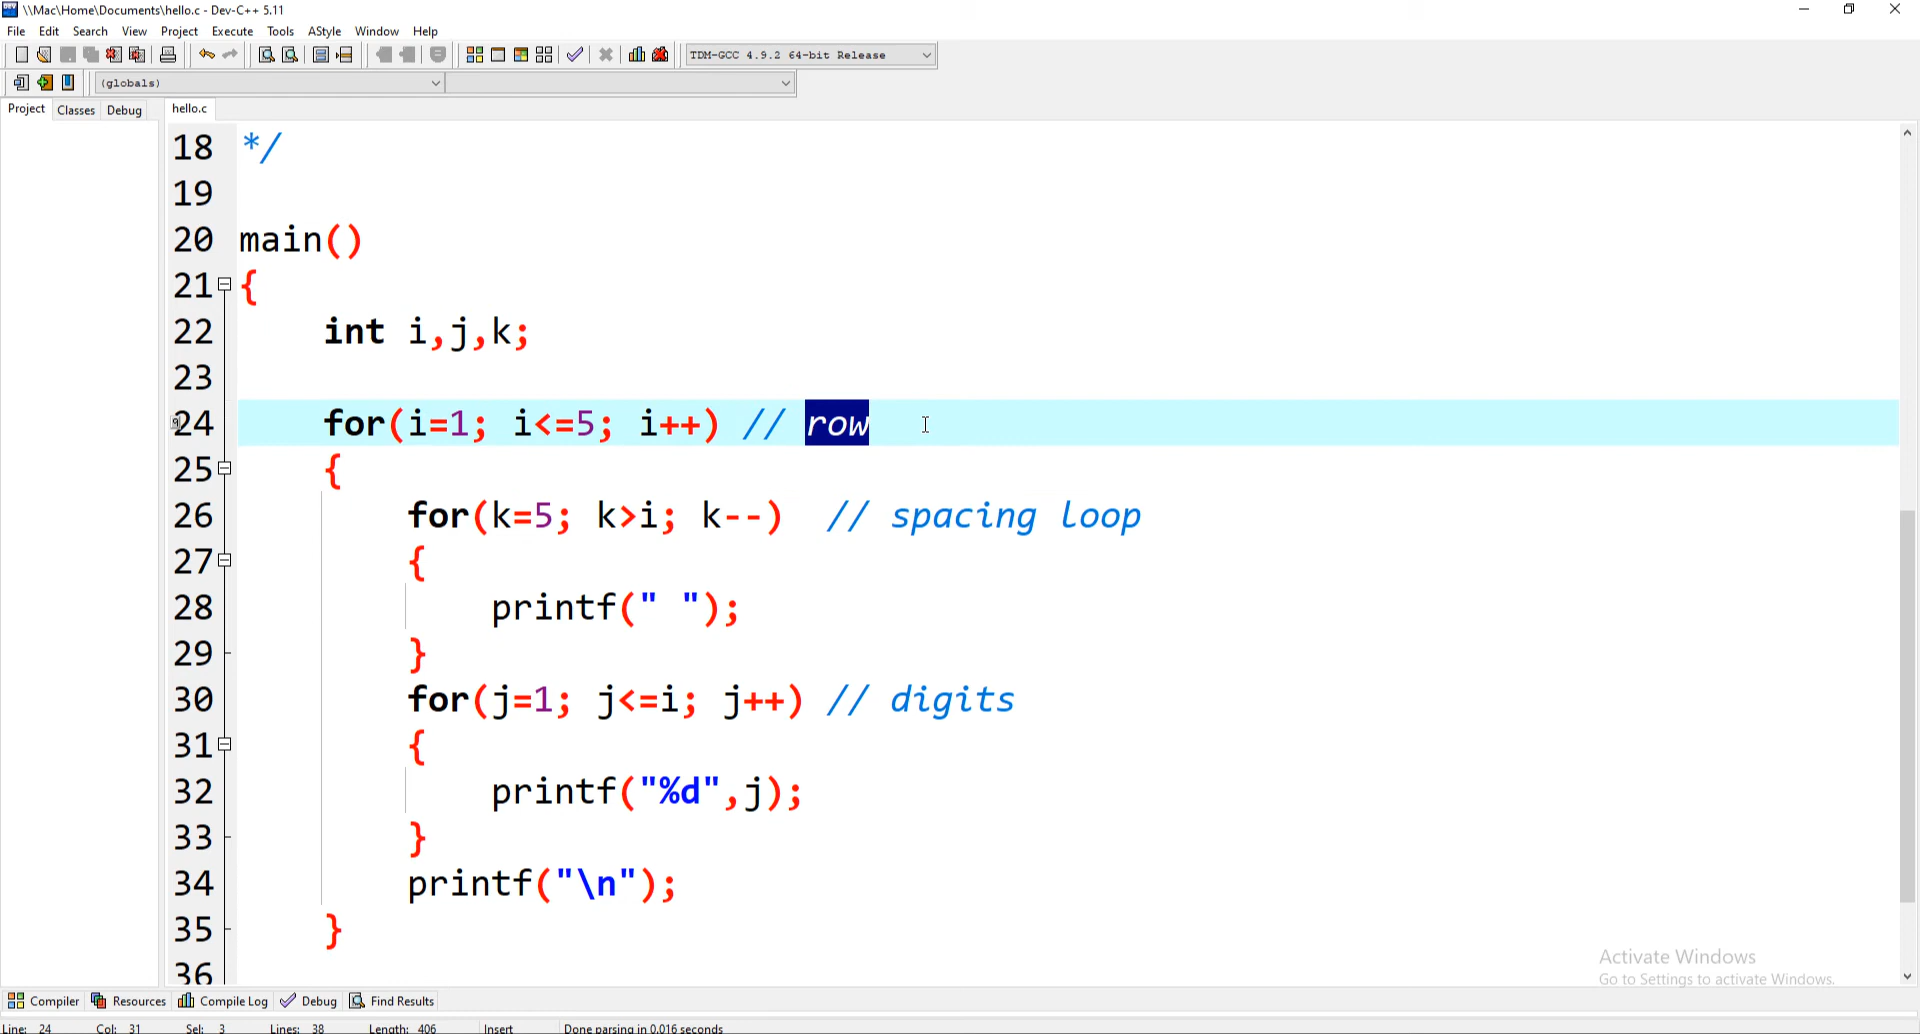 \\Mac\Home\Documents\hello.c - Dev-C++ 5.11
File Edit Search View Project Execute Tools AStyle Window Help
TDM-GCC 4.9.2 64-bit Release
(globals)
Project Classes Debug hello.c
18 */
19
20 main()
21 {
22 int i,j,k;
23
24 for(i=1; i<=5; i++) // row
25 {
26 for(k=5; k>i; k--) // spacing loop
27 {
28 printf(" ");
29 }
30 for(j=1; j<=i; j++) // digits
31 {
32 printf("%d",j);
33 }
34 printf("\n");
35 }
36
Activate Windows
Go to Settings to activate Windows.
Compiler Resources Compile Log Debug Find Results
Line: 24 Col: 31 Sel: 3 Lines: 38 Length: 406 Insert Done parsing in 0.016 seconds